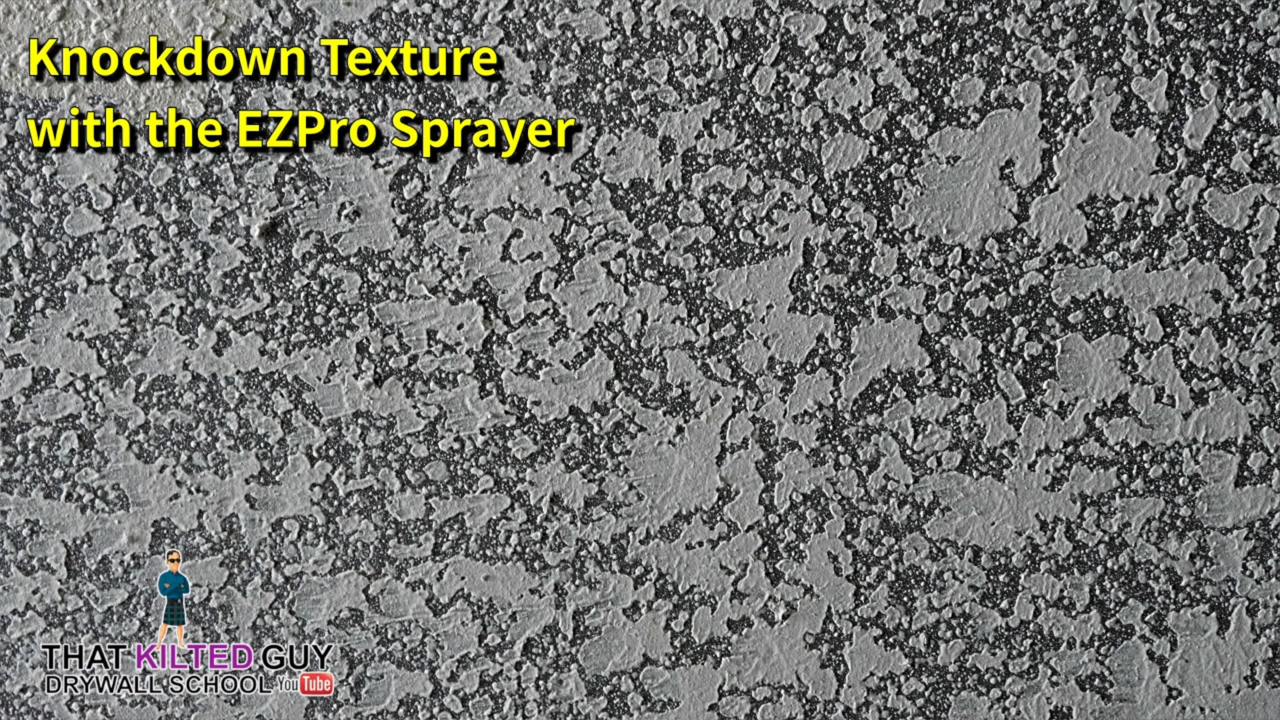 Knockdown Texture
with the EZPro Sprayer
THAT KILTED GUY
DRYWALL SCHOOL YouTube